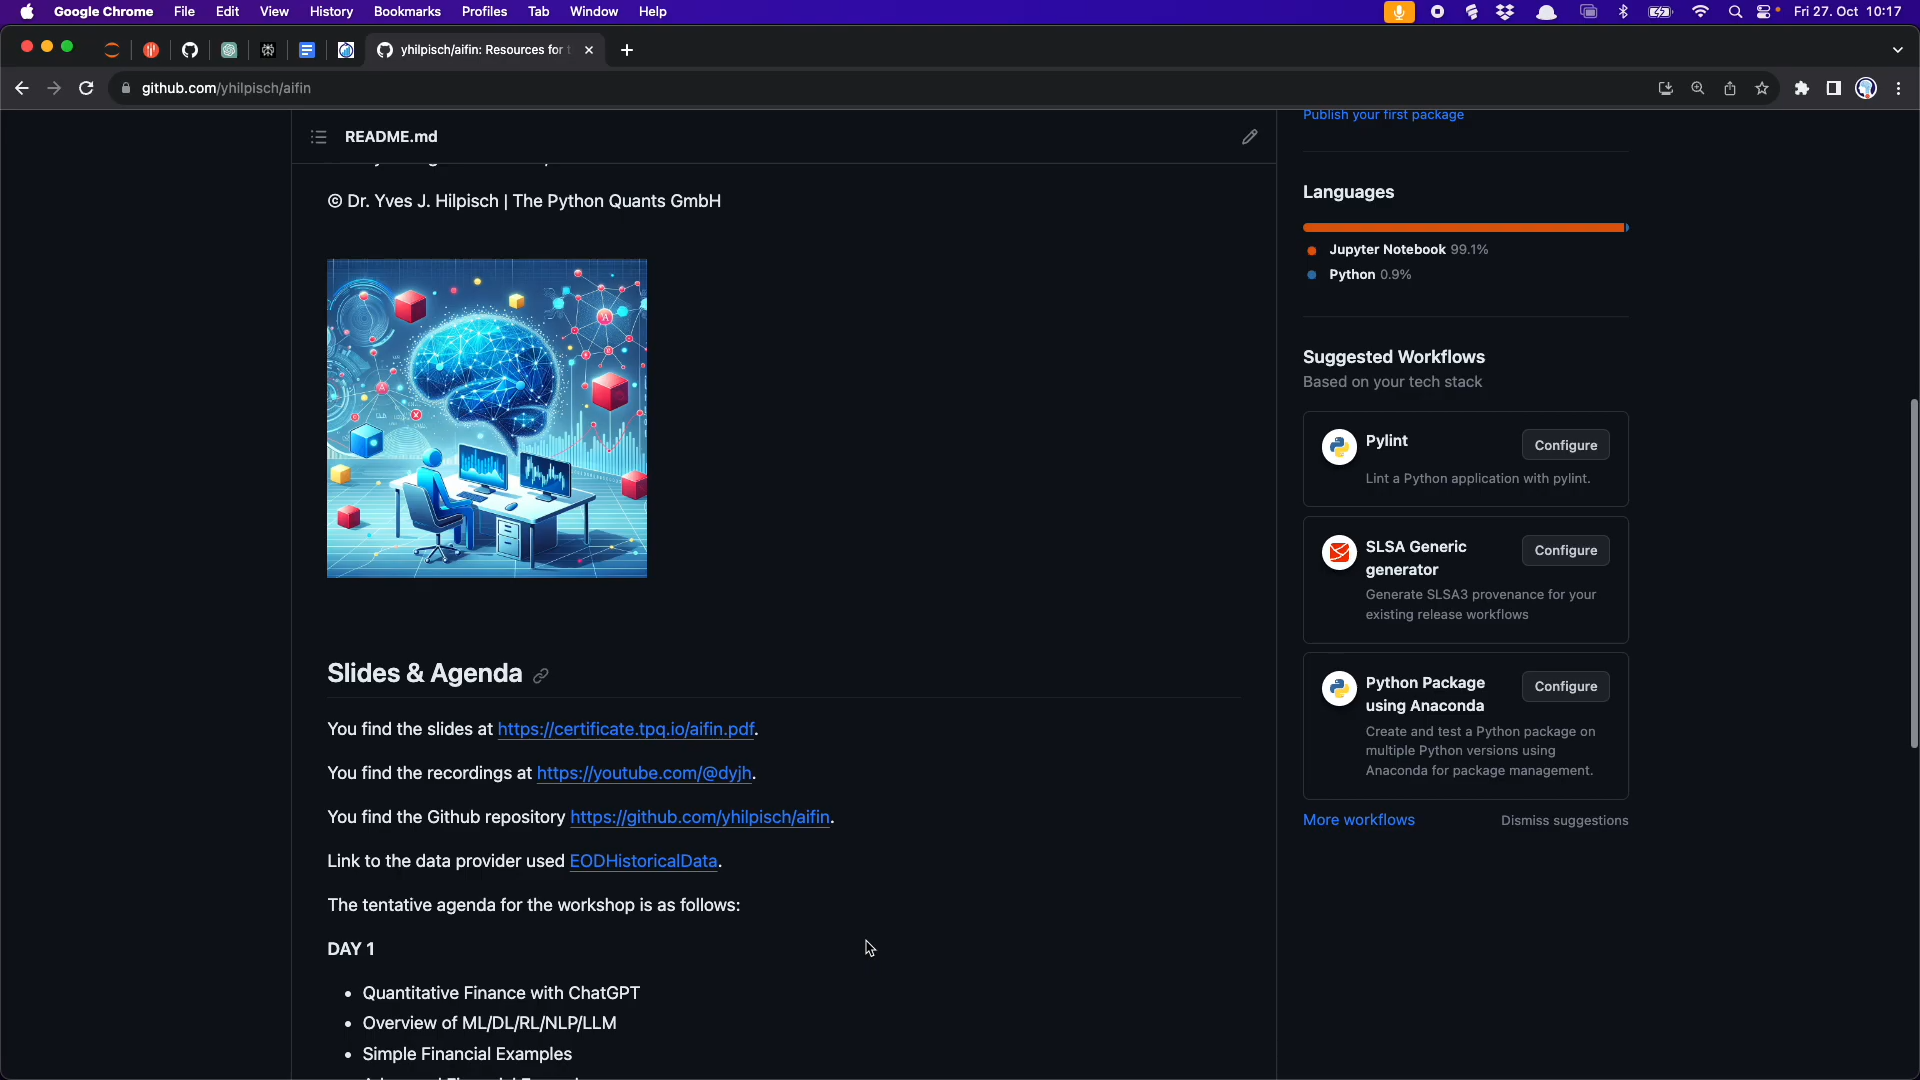 Google Chrome File Edit View History Bookmarks Profiles Tab Window Help Fri 27. Oct 10:17
yhilpisch/aifin: Resources for
github.com/yhilpisch/aifin
README.md
© Dr. Yves J. Hilpisch | The Python Quants GmbH
Slides & Agenda
You find the slides at https://certificate.tpq.io/aifin.pdf.
You find the recordings at https://youtube.com/@dyjh.
You find the Github repository https://github.com/yhilpisch/aifin.
Link to the data provider used EODHistoricalData.
The tentative agenda for the workshop is as follows:
DAY 1
• Quantitative Finance with ChatGPT
• Overview of ML/DL/RL/NLP/LLM
• Simple Financial Examples
Publish your first package
Languages
Jupyter Notebook 99.1%
Python 0.9%
Suggested Workflows
Based on your tech stack
Pylint
Configure
Lint a Python application with pylint.
SLSA Generic
generator
Configure
Generate SLSA3 provenance for your
existing release workflows
Python Package
using Anaconda
Configure
Create and test a Python package on
multiple Python versions using
Anaconda for package management.
More workflows
Dismiss suggestions